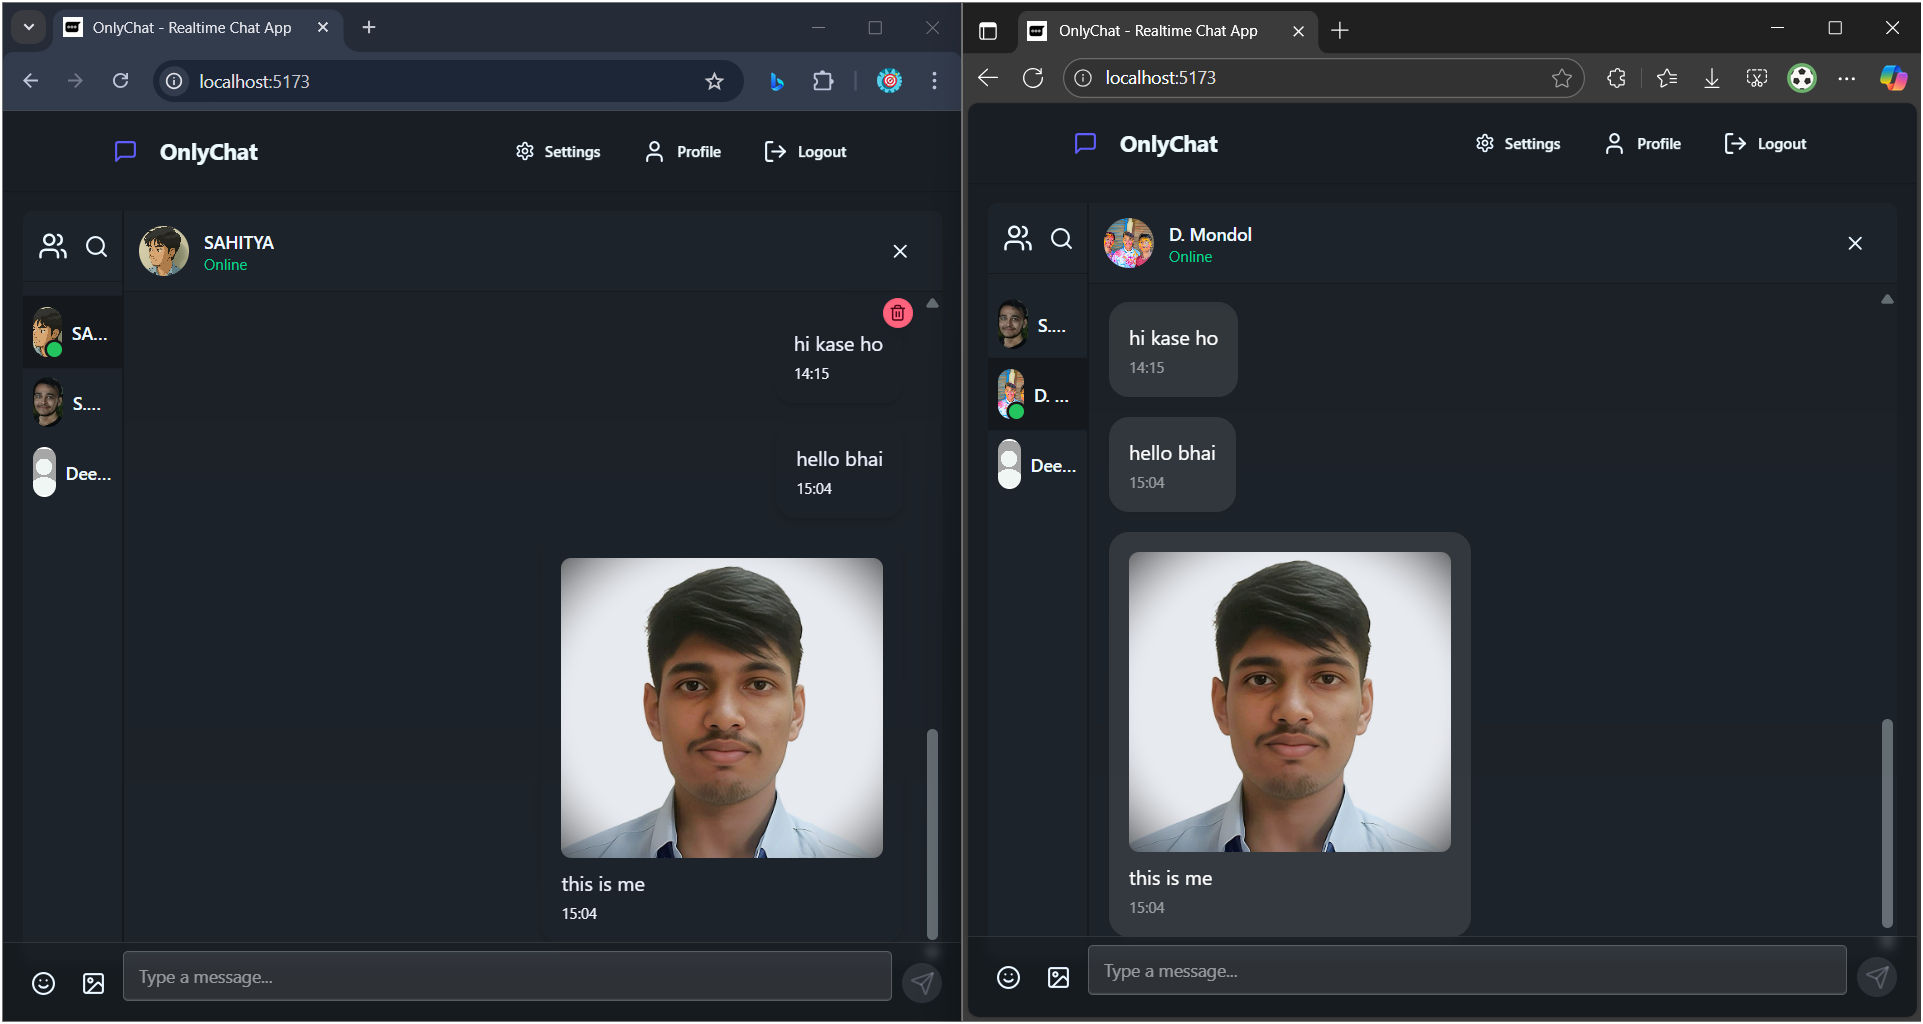 OnlyChat - Realtime Chat App
localhost:5173
OnlyChat
Settings
Profile
Logout
SAHITYA
Online
SA...
S....
Dee...
hi kase ho
14:15
hello bhai
15:04
this is me
15:04
Type a message...
OnlyChat - Realtime Chat App
localhost:5173
OnlyChat
Settings
Profile
Logout
D. Mondol
Online
S....
D. ...
Dee...
hi kase ho
14:15
hello bhai
15:04
this is me
15:04
Type a message...